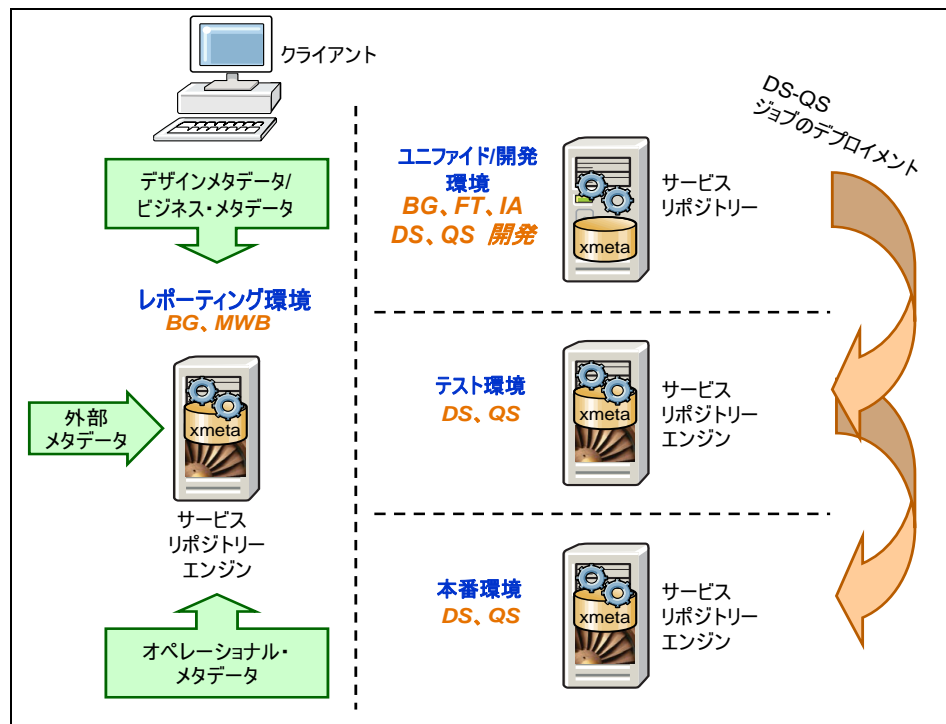 クライアント
デザインメタデータ/
ビジネス・メタデータ
レポーティング環境
BG、MWB
外部
メタデータ
xmeta
サービス
リポジトリー
エンジン
オペレーショナル・
メタデータ
ユニファイド/開発
環境
BG、FT、IA
DS、QS 開発
xmeta
サービス
リポジトリー
テスト環境
DS、QS
xmeta
サービス
リポジトリー
エンジン
本番環境
DS、QS
xmeta
サービス
リポジトリー
エンジン
DS-QS
ジョブのデプロイメント